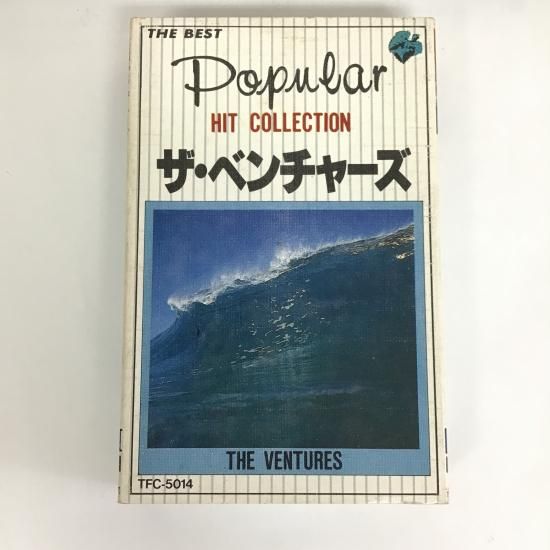 THE BEST
Popular
HIT COLLECTION
ザ・ベンチャーズ
THE VENTURES
TFC-5014